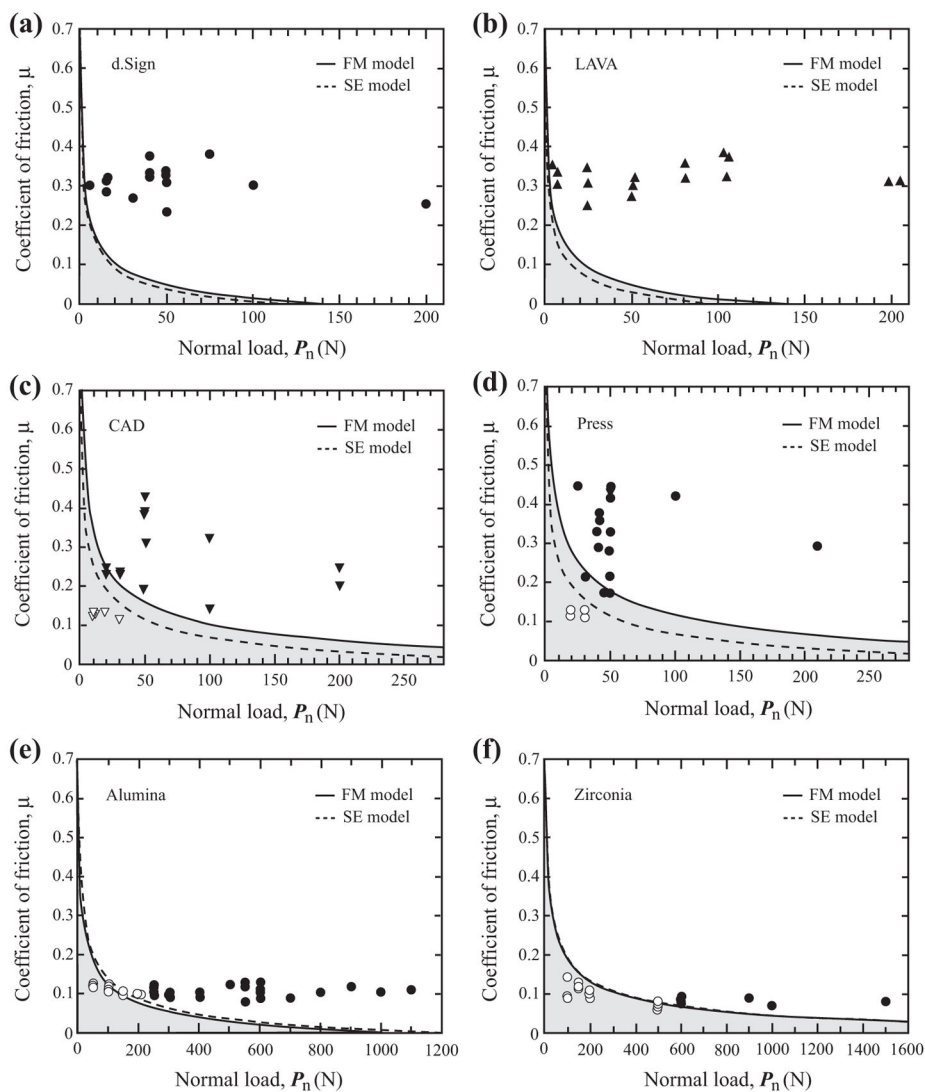 (a)
0.7
0.6
0.5
0.4
0.3
0.2
0.1
0
Coefficient of friction, μ
d.Sign
FM model
SE model
0 50 100 150 200
Normal load, Pn (N)
(b)
0.7
0.6
0.5
0.4
0.3
0.2
0.1
0
Coefficient of friction, μ
LAVA
FM model
SE model
0 50 100 150 200
Normal load, Pn (N)
(c)
0.7
0.6
0.5
0.4
0.3
0.2
0.1
0
Coefficient of friction, μ
CAD
FM model
SE model
0 50 100 150 200 250
Normal load, Pn (N)
(d)
0.7
0.6
0.5
0.4
0.3
0.2
0.1
0
Coefficient of friction, μ
Press
FM model
SE model
0 50 100 150 200 250
Normal load, Pn (N)
(e)
0.7
0.6
0.5
0.4
0.3
0.2
0.1
0
Coefficient of friction, μ
Alumina
FM model
SE model
0 200 400 600 800 1000 1200
Normal load, Pn (N)
(f)
0.7
0.6
0.5
0.4
0.3
0.2
0.1
0
Coefficient of friction, μ
Zirconia
FM model
SE model
0 200 400 600 800 1000 1200 1400 1600
Normal load, Pn (N)